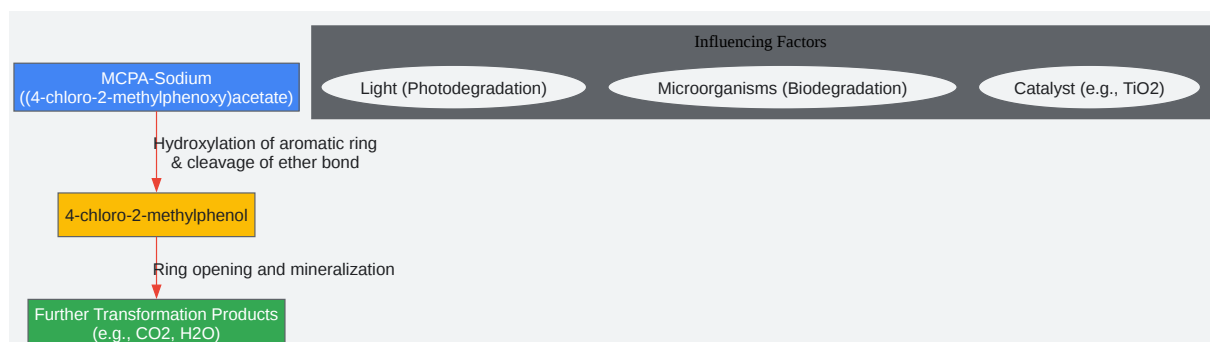 Influencing Factors
MCPA-Sodium
((4-chloro-2-methylphenoxy)acetate)
Light (Photodegradation)
Microorganisms (Biodegradation)
Catalyst (e.g., TiO2)
Hydroxylation of aromatic ring
& cleavage of ether bond
4-chloro-2-methylphenol
Ring opening and mineralization
Further Transformation Products
(e.g., CO2, H2O)